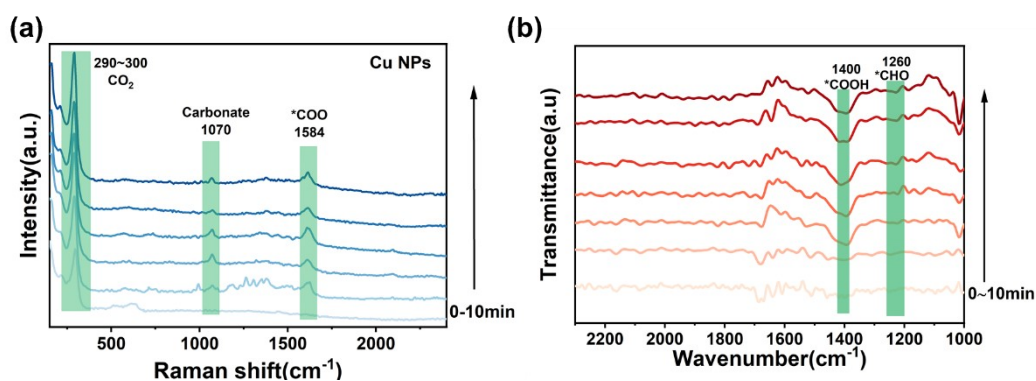 (a)
290~300
CO₂
Cu NPs
Carbonate
1070
*COO
1584
Intensity(a.u.)
0-10min
500
1000
1500
2000
Raman shift(cm⁻¹)
(b)
1400
*COOH
1260
*CHO
Transmittance(a.u)
0~10min
2200
2000
1800
1600
1400
1200
1000
Wavenumber(cm⁻¹)